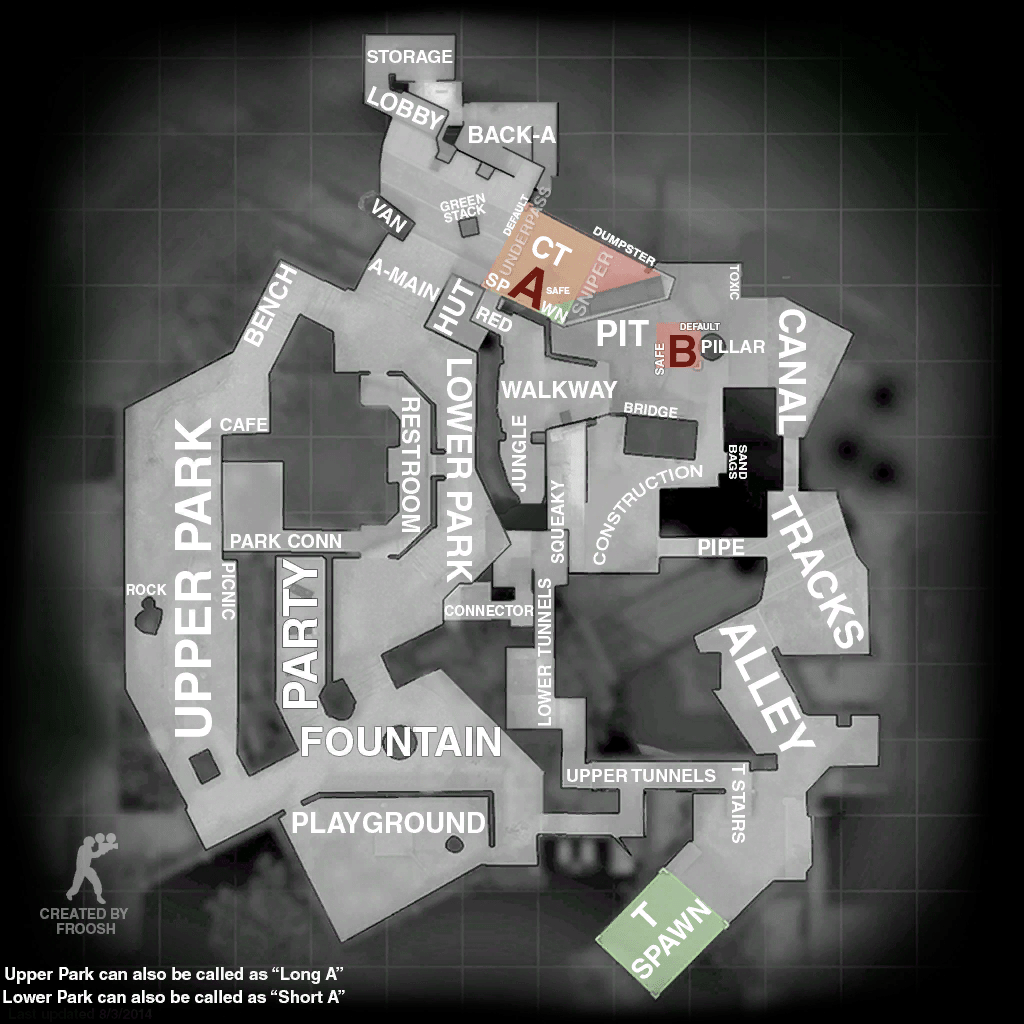 STORAGE
LOBBY
BACK-A
VAN
GREEN
STACK
DEFAULT
UNDERPASS
DUMPSTER
CT
SP
A
SAFE
WN
SNIPER
A-MAIN
HUT
RED
BENCH
PIT
TOXIC
DEFAULT
SAFE
B
PILLAR
CANAL
WALKWAY
BRIDGE
CAFE
RESTROOM
LOWER PARK
JUNGLE
SQUEAKY
CONSTRUCTION
SAND
BAGS
UPPER PARK
PARK CONN
PIPE
TRACKS
ROCK
PICNIC
PARTY
CONNECTOR
LOWER TUNNELS
ALLEY
FOUNTAIN
UPPER TUNNELS
T STAIRS
PLAYGROUND
T
SPAWN
CREATED BY
FROOSH
Upper Park can also be called as “Long A”
Lower Park can also be called as “Short A”
Last updated 8/3/2014